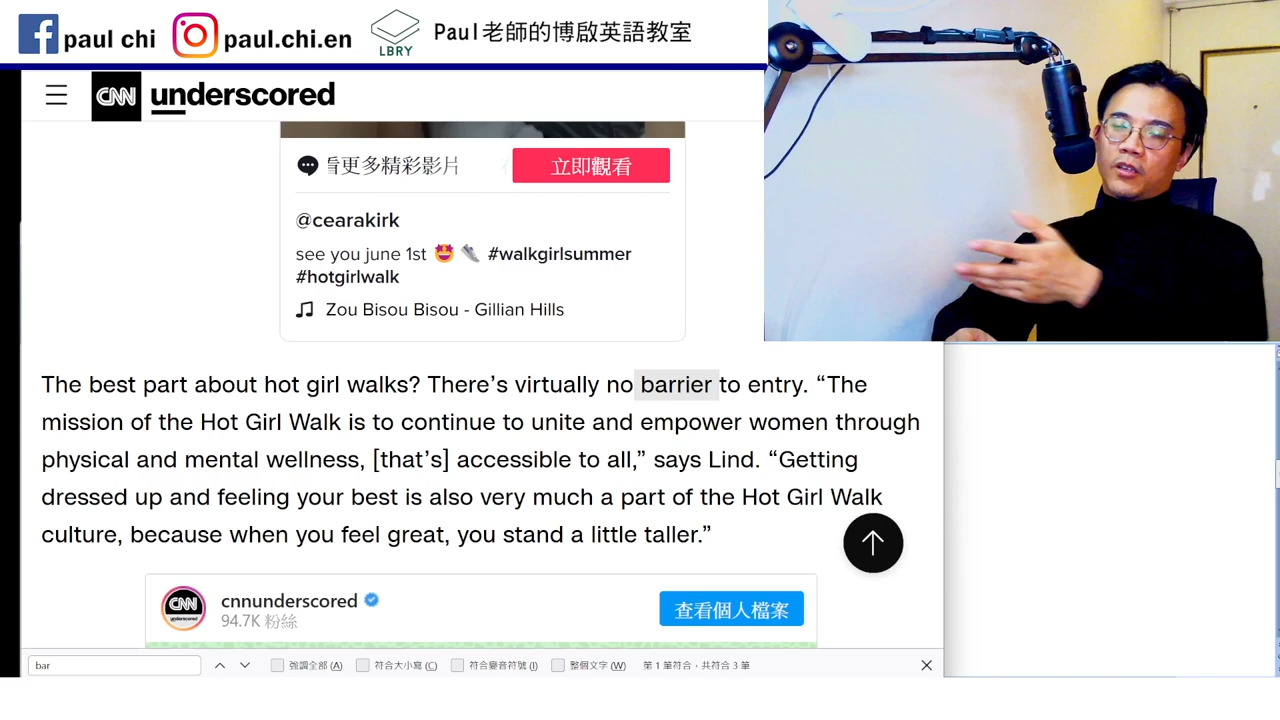 paul chi
paul.chi.en
LBRY
Paul老師的博啟英語教室
CNN underscored
更多精彩影片
立即觀看
@cearakirk
see you june 1st 🤩 👟 #walkgirlsummer
#hotgirlwalk
Zou Bisou Bisou - Gillian Hills
The best part about hot girl walks? There’s virtually no barrier to entry. “The
mission of the Hot Girl Walk is to continue to unite and empower women through
physical and mental wellness, [that’s] accessible to all,” says Lind. “Getting
dressed up and feeling your best is also very much a part of the Hot Girl Walk
culture, because when you feel great, you stand a little taller.”
CNN underscored
cnnunderscored
94.7K 粉絲
查看個人檔案
bar
強調全部 (A)
符合大小寫 (C)
符合變音符號 (I)
整個文字 (W)
第 1 筆符合，共符合 3 筆